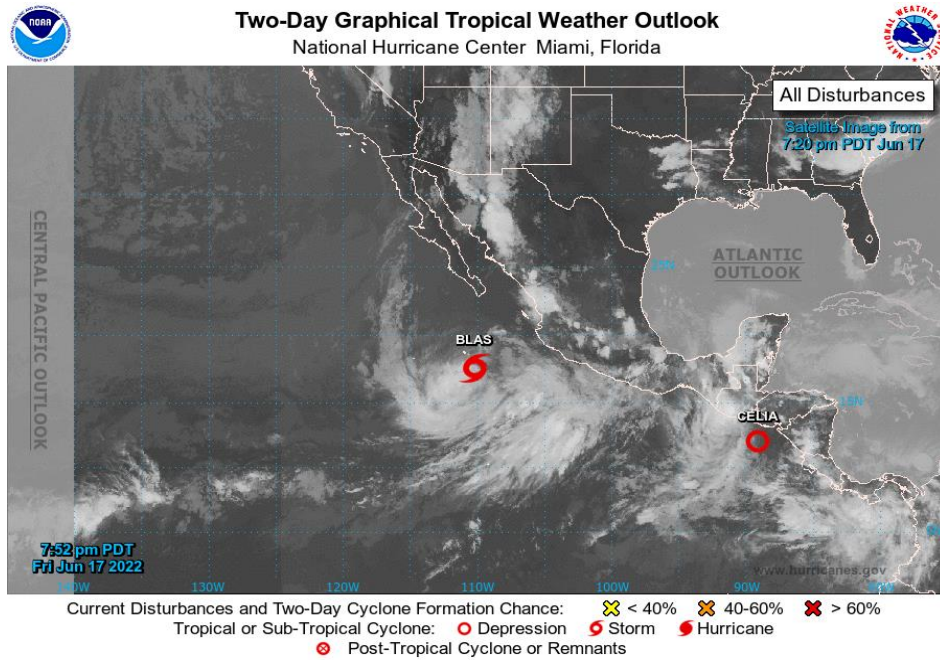 Two-Day Graphical Tropical Weather Outlook
National Hurricane Center Miami, Florida
NOAA
All Disturbances
Satellite Image from
7:20 pm PDT Jun 17
CENTRAL PACIFIC OUTLOOK
ATLANTIC
OUTLOOK
25N
BLAS
15N
CELIA
7:52 pm PDT
Fri Jun 17 2022
www.hurricanes.gov
140W 130W 120W 110W 100W 90W 80W
Current Disturbances and Two-Day Cyclone Formation Chance: < 40% 40-60% > 60%
Tropical or Sub-Tropical Cyclone: Depression Storm Hurricane
Post-Tropical Cyclone or Remnants